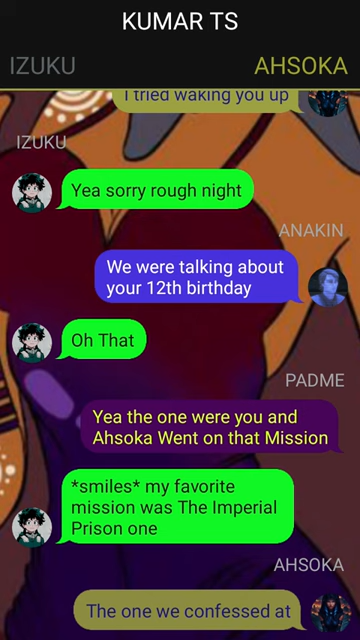 KUMAR TS
IZUKU
AHSOKA
I tried waking you up
IZUKU
Yea sorry rough night
ANAKIN
We were talking about
your 12th birthday
Oh That
PADME
Yea the one were you and
Ahsoka Went on that Mission
*smiles* my favorite
mission was The Imperial
Prison one
AHSOKA
The one we confessed at